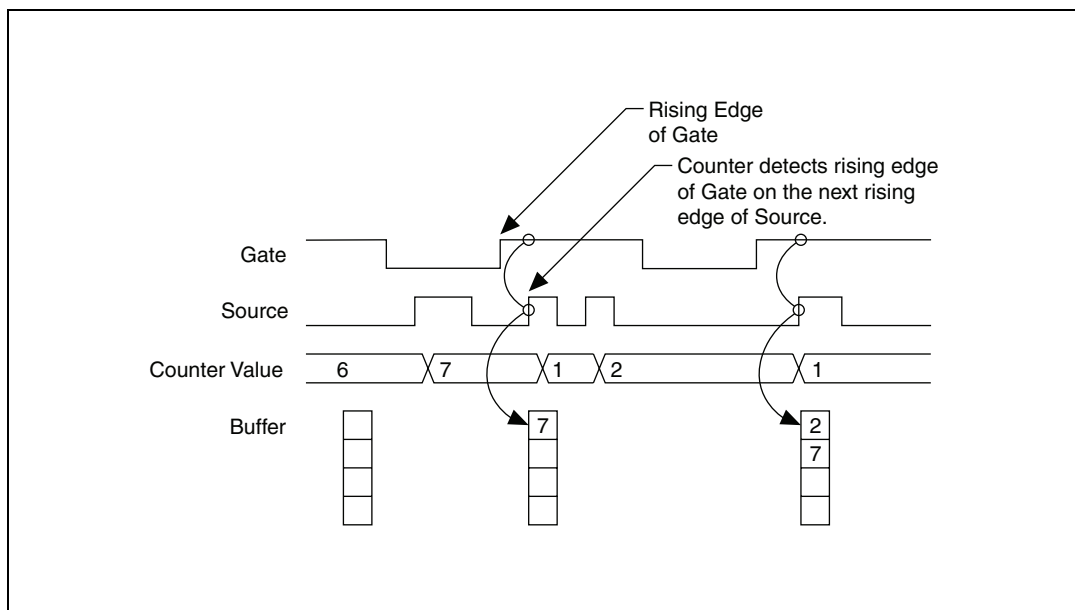 Rising Edge
of Gate
Counter detects rising edge
of Gate on the next rising
edge of Source.
Gate
Source
Counter Value
6
7
1
2
1
Buffer
7
2
7